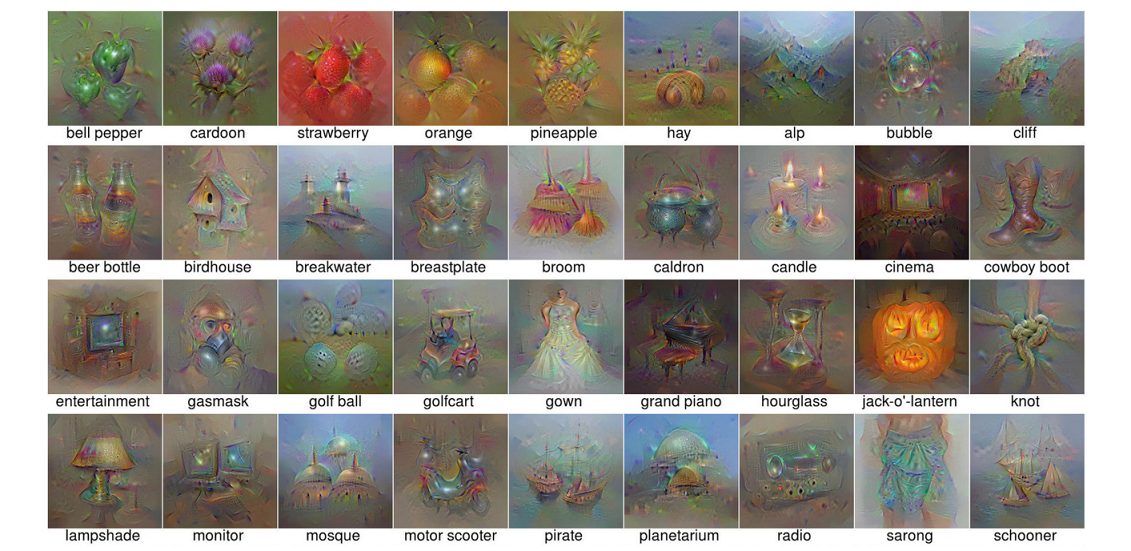 bell pepper cardoon strawberry orange pineapple hay alp bubble cliff
beer bottle birdhouse breakwater breastplate broom caldron candle cinema cowboy boot
entertainment gasmask golf ball golfcart gown grand piano hourglass jack-o'-lantern knot
lampshade monitor mosque motor scooter pirate planetarium radio sarong schooner